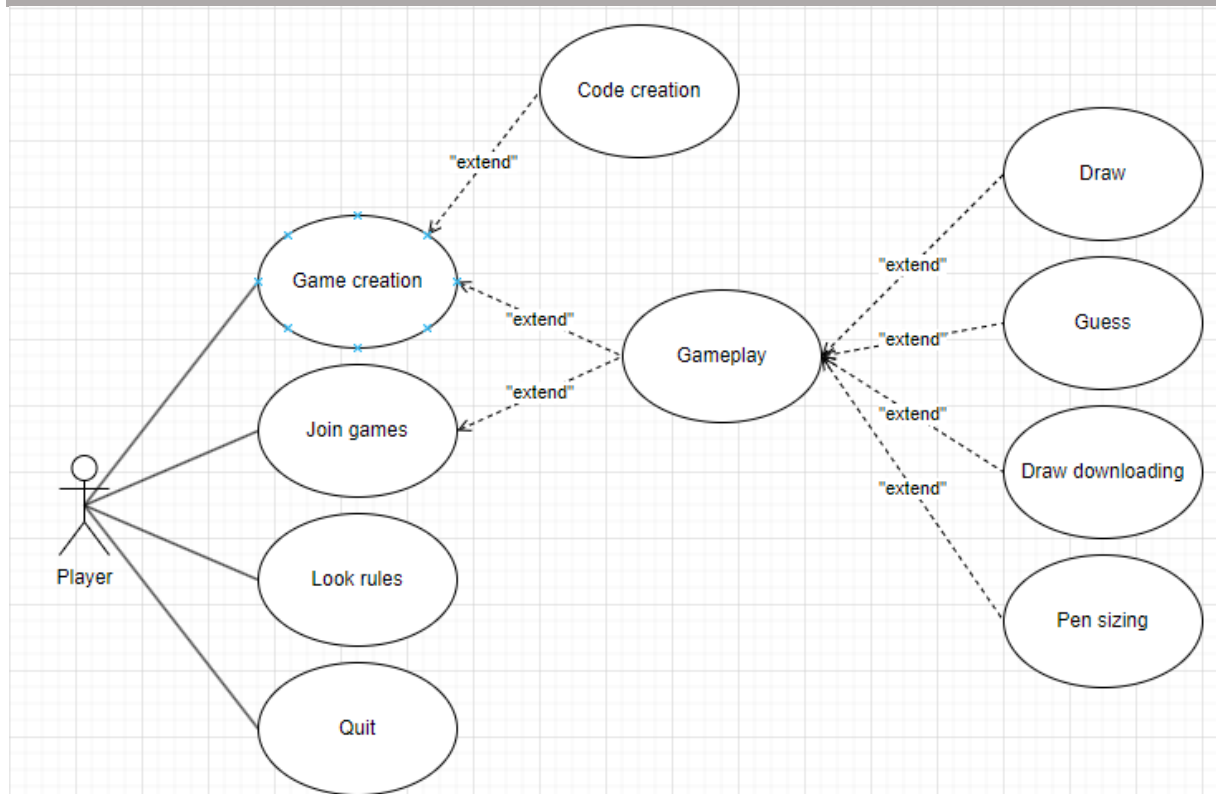 Code creation
"extend"
Draw
"extend"
Game creation
"extend"
Guess
"extend"
Gameplay
"extend"
Join games
"extend"
Draw downloading
"extend"
Player
Look rules
Pen sizing
Quit